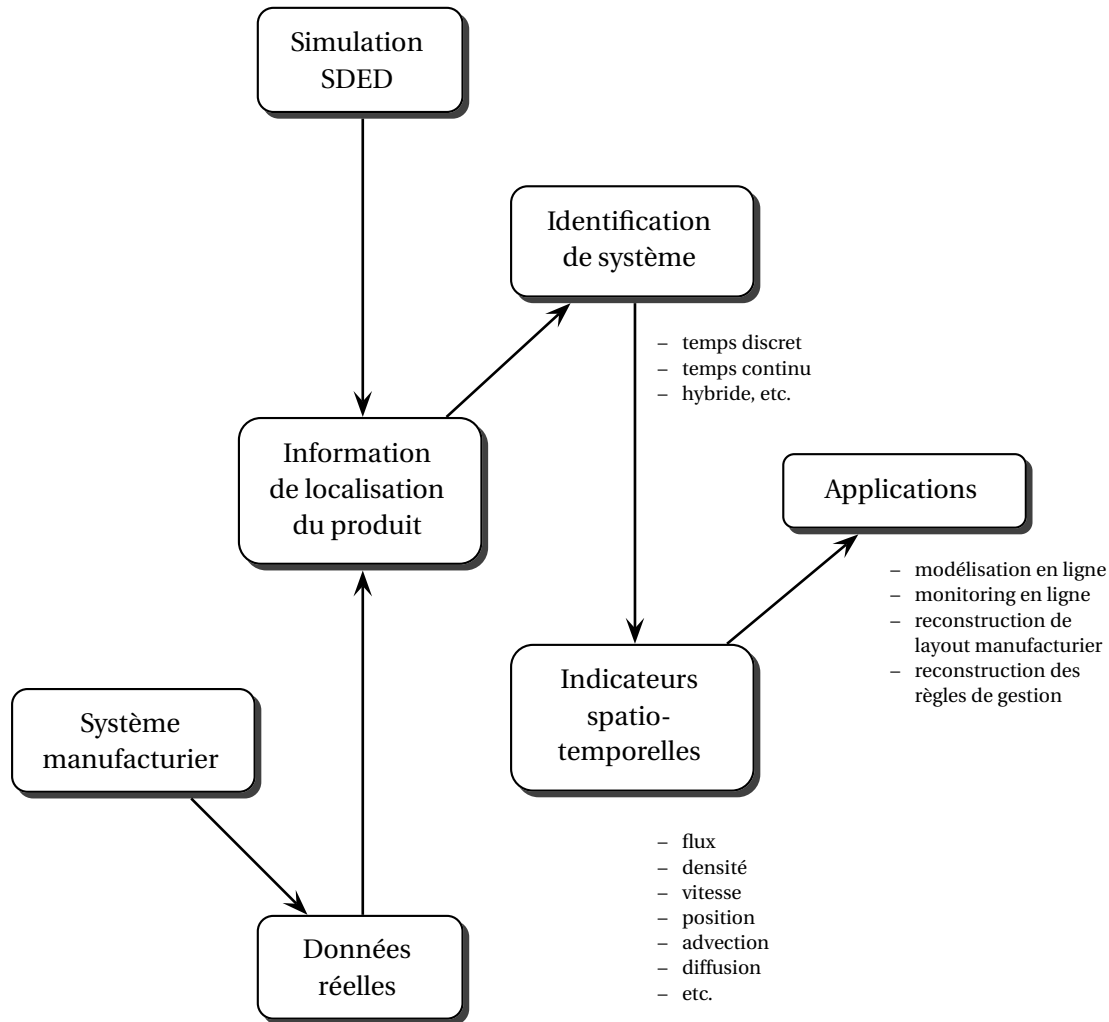 Simulation
SDED
Identification
de système
– temps discret
– temps continu
– hybride, etc.
Information
de localisation
du produit
Applications
– modélisation en ligne
– monitoring en ligne
– reconstruction de
layout manufacturier
– reconstruction des
règles de gestion
Indicateurs
spatio-
temporelles
Système
manufacturier
– flux
– densité
– vitesse
– position
– advection
– diffusion
– etc.
Données
réelles